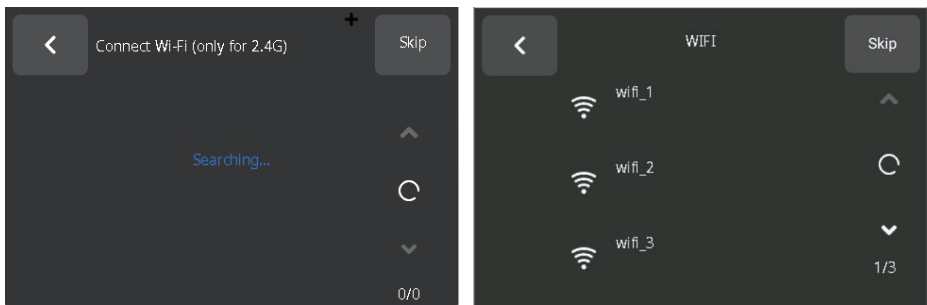 Connect Wi-Fi (only for 2.4G)
Skip
Searching...
0/0
WIFI
Skip
wifi_1
wifi_2
wifi_3
1/3